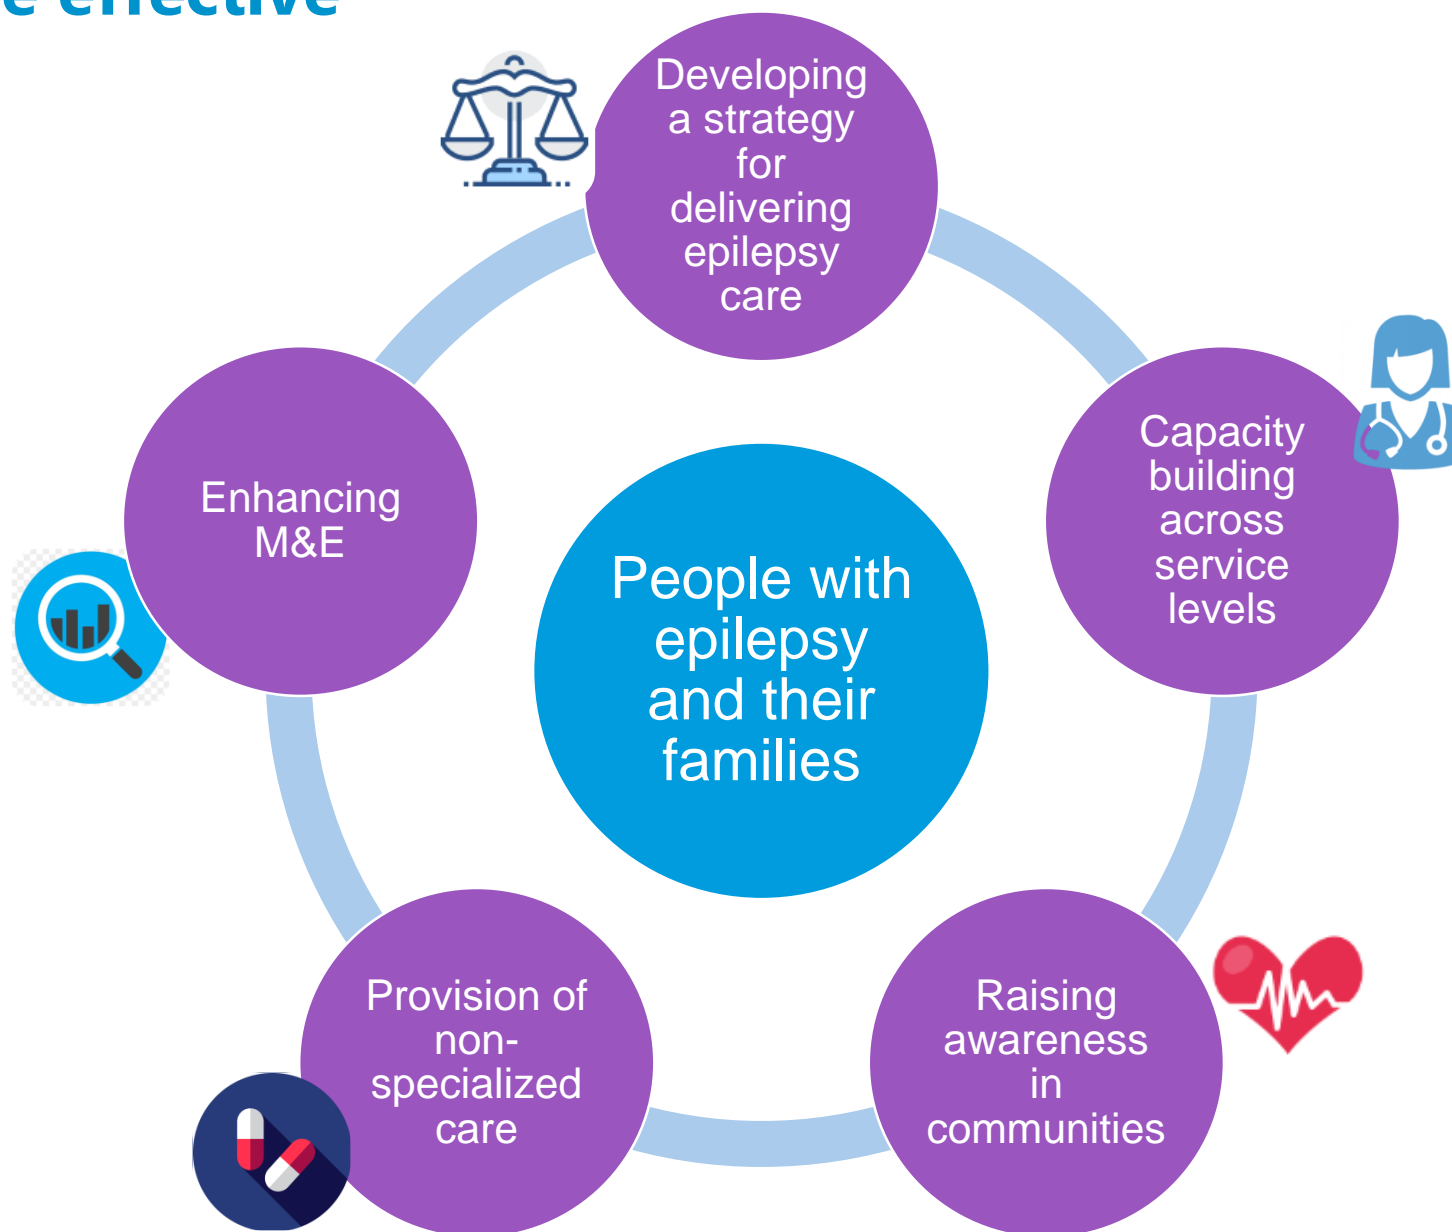 e effective
Developing
a strategy
for
delivering
epilepsy
care
Capacity
building
across
service
levels
Enhancing
M&E
People with
epilepsy
and their
families
Provision of
non-
specialized
care
Raising
awareness
in
communities